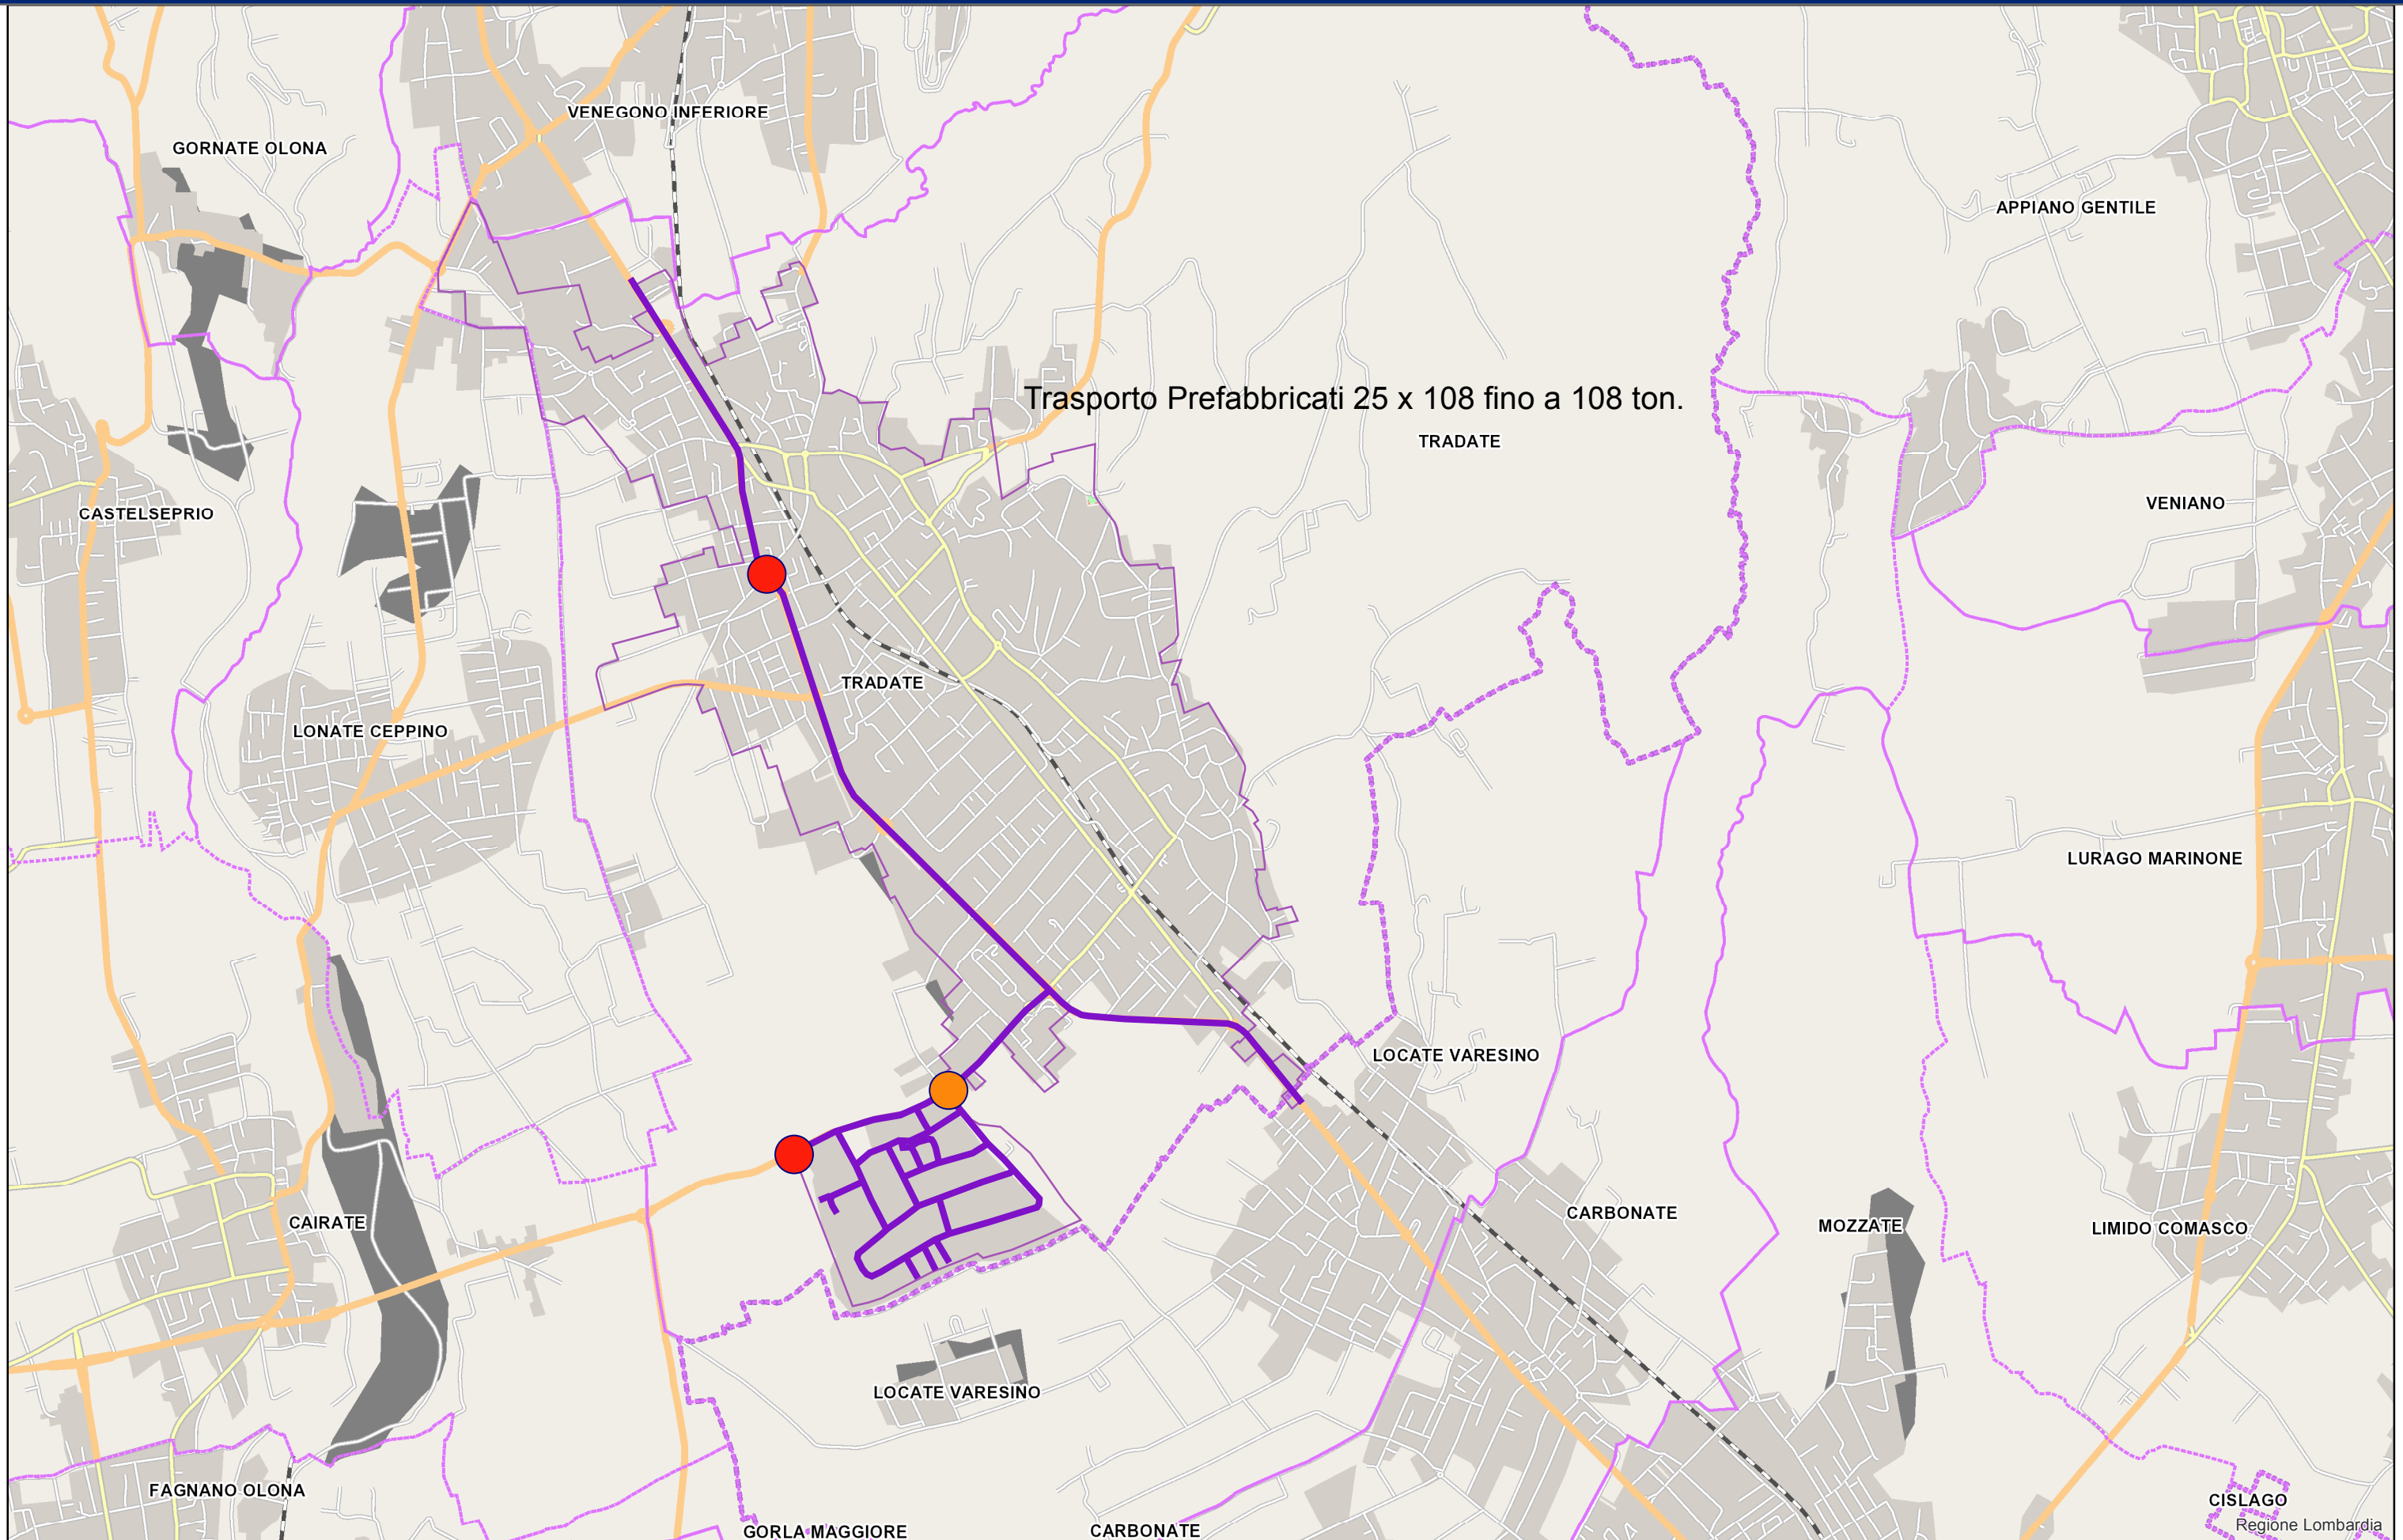 VENEGONO INFERIORE
GORNATE OLONA
APPIANO GENTILE
Trasporto Prefabbricati 25 x 108 fino a 108 ton.
TRADATE
VENIANO
CASTELSEPRIO
TRADATE
LONATE CEPPINO
LURAGO MARINONE
LOCATE VARESINO
CARBONATE
CAIRATE
MOZZATE
LIMIDO COMASCO
LOCATE VARESINO
FAGNANO OLONA
CISLAGO
Regione Lombardia
GORLA MAGGIORE
CARBONATE